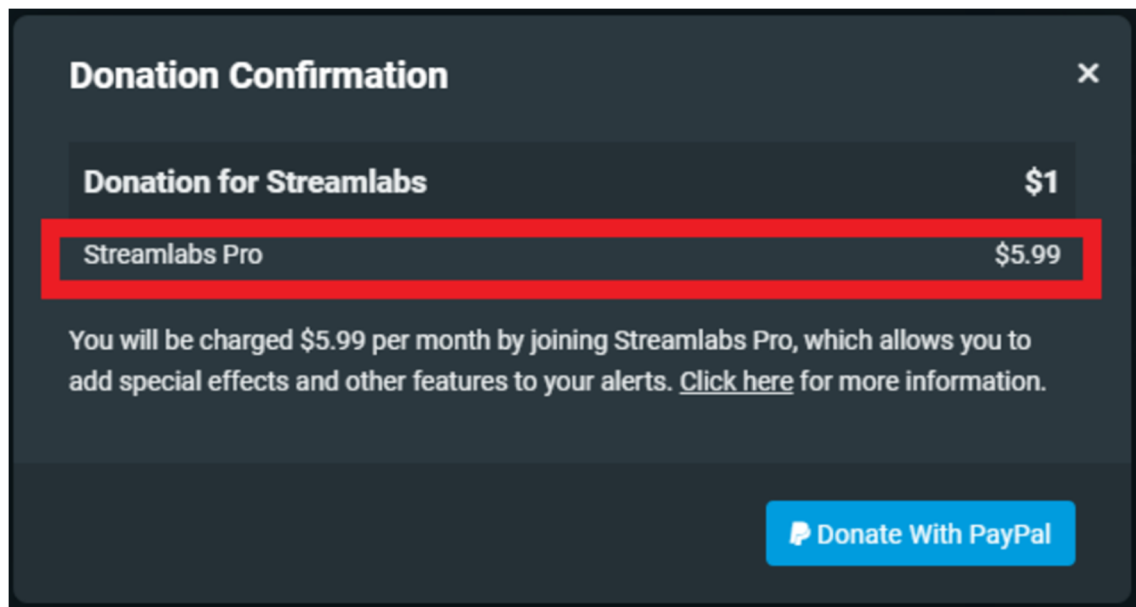 Donation Confirmation
Donation for Streamlabs $1
Streamlabs Pro $5.99
You will be charged $5.99 per month by joining Streamlabs Pro, which allows you to
add special effects and other features to your alerts. Click here for more information.
Donate With PayPal